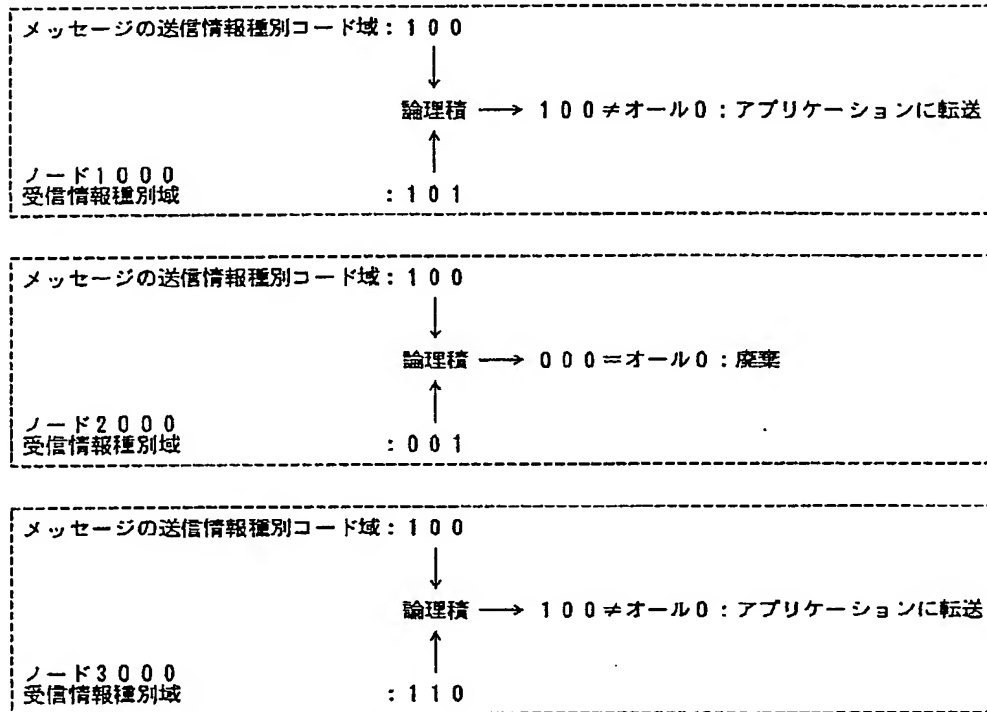 メッセージの送信情報種別コード域：１００
論理積 → １００≠オール０：アプリケーションに転送
ノード１０００
受信情報種別域 ：１０１
メッセージの送信情報種別コード域：１００
論理積 → ０００＝オール０：廃棄
ノード２０００
受信情報種別域 ：００１
メッセージの送信情報種別コード域：１００
論理積 → １００≠オール０：アプリケーションに転送
ノード３０００
受信情報種別域 ：１１０